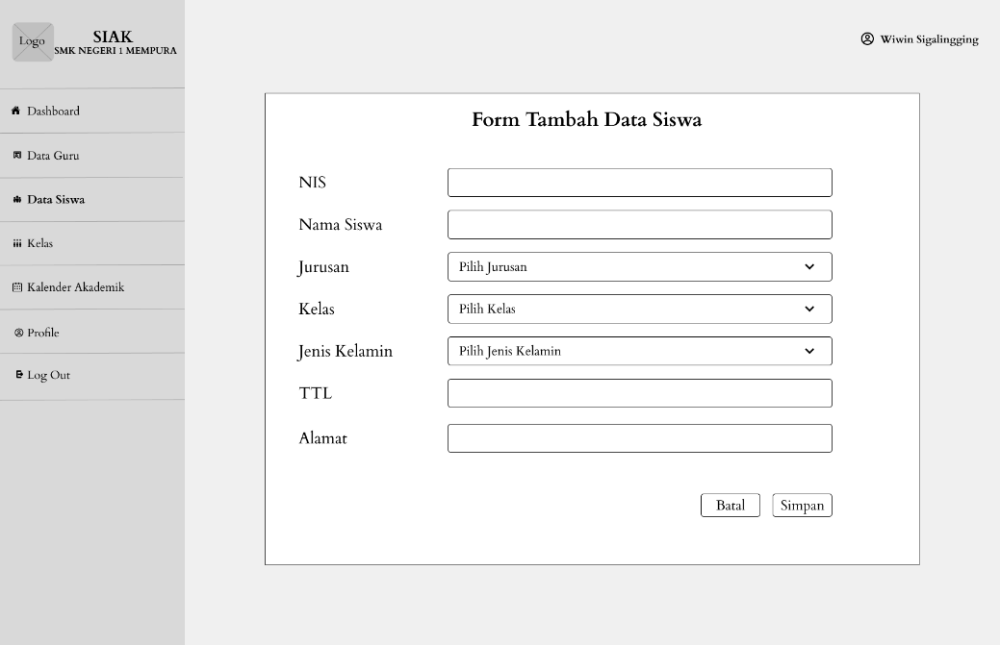 Logo
SIAK
SMK NEGERI 1 MEMPURA
Wiwin Sigalingging
Dashboard
Data Guru
Data Siswa
Kelas
Kalender Akademik
Profile
Log Out
Form Tambah Data Siswa
NIS
Nama Siswa
Jurusan
Pilih Jurusan
Kelas
Pilih Kelas
Jenis Kelamin
Pilih Jenis Kelamin
TTL
Alamat
Batal
Simpan